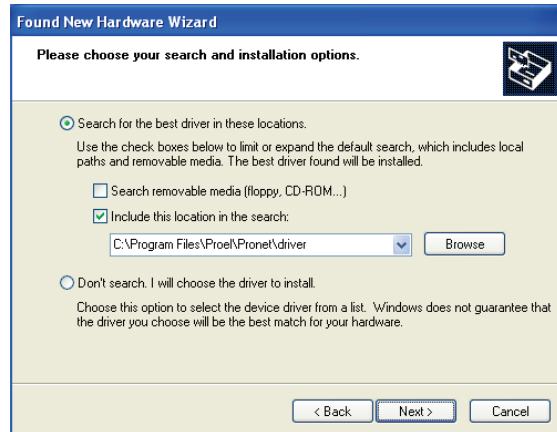 Found New Hardware Wizard
Please choose your search and installation options.
Search for the best driver in these locations.
Use the check boxes below to limit or expand the default search, which includes local
paths and removable media. The best driver found will be installed.
Search removable media (floppy, CD-ROM...)
Include this location in the search:
C:\Program Files\Proel\Pronet\driver
Browse
Don't search. I will choose the driver to install.
Choose this option to select the device driver from a list. Windows does not guarantee that
the driver you choose will be the best match for your hardware.
< Back
Next >
Cancel